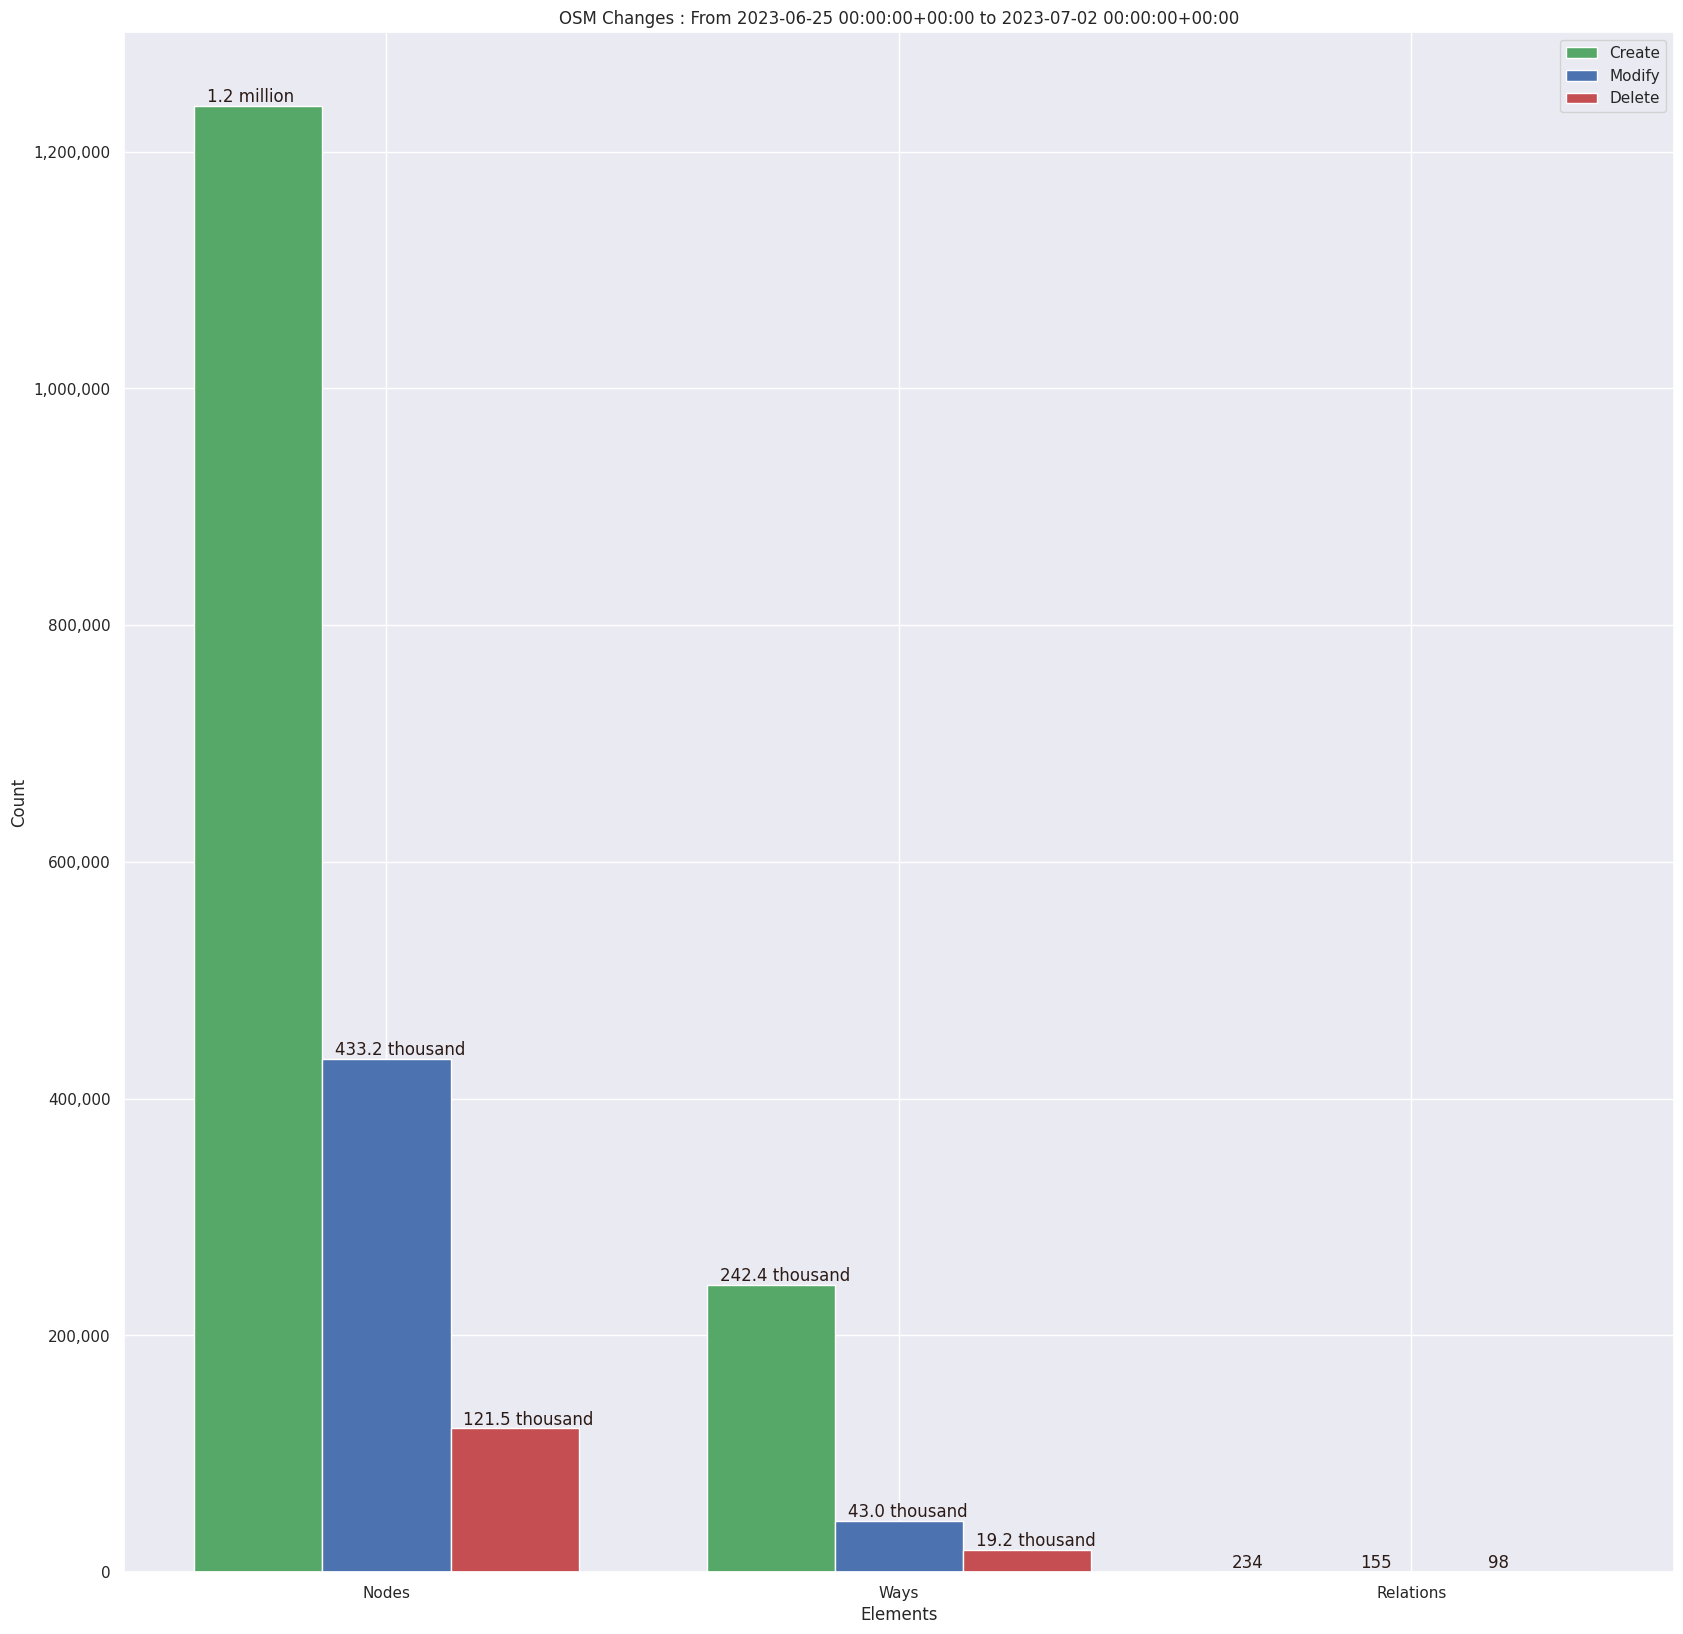 OSM Changes : From 2023-06-25 00:00:00+00:00 to 2023-07-02 00:00:00+00:00
Create
Modify
Delete
1.2 million
1,200,000
1,000,000
800,000
600,000
433.2 thousand
400,000
242.4 thousand
200,000
121.5 thousand
43.0 thousand
19.2 thousand
234
155
98
0
Count
Nodes
Ways
Relations
Elements